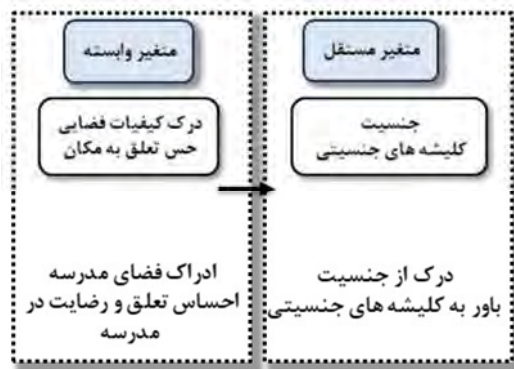 متغیر مستقل
جنسیت
کلیشه های جنسیتی
درک از جنسیت
باور به کلیشه های جنسیتی
متغیر وابسته
درک کیفیات فضایی
حس تعلق به مکان
ادراک فضای مدرسه
احساس تعلق و رضایت در
مدرسه